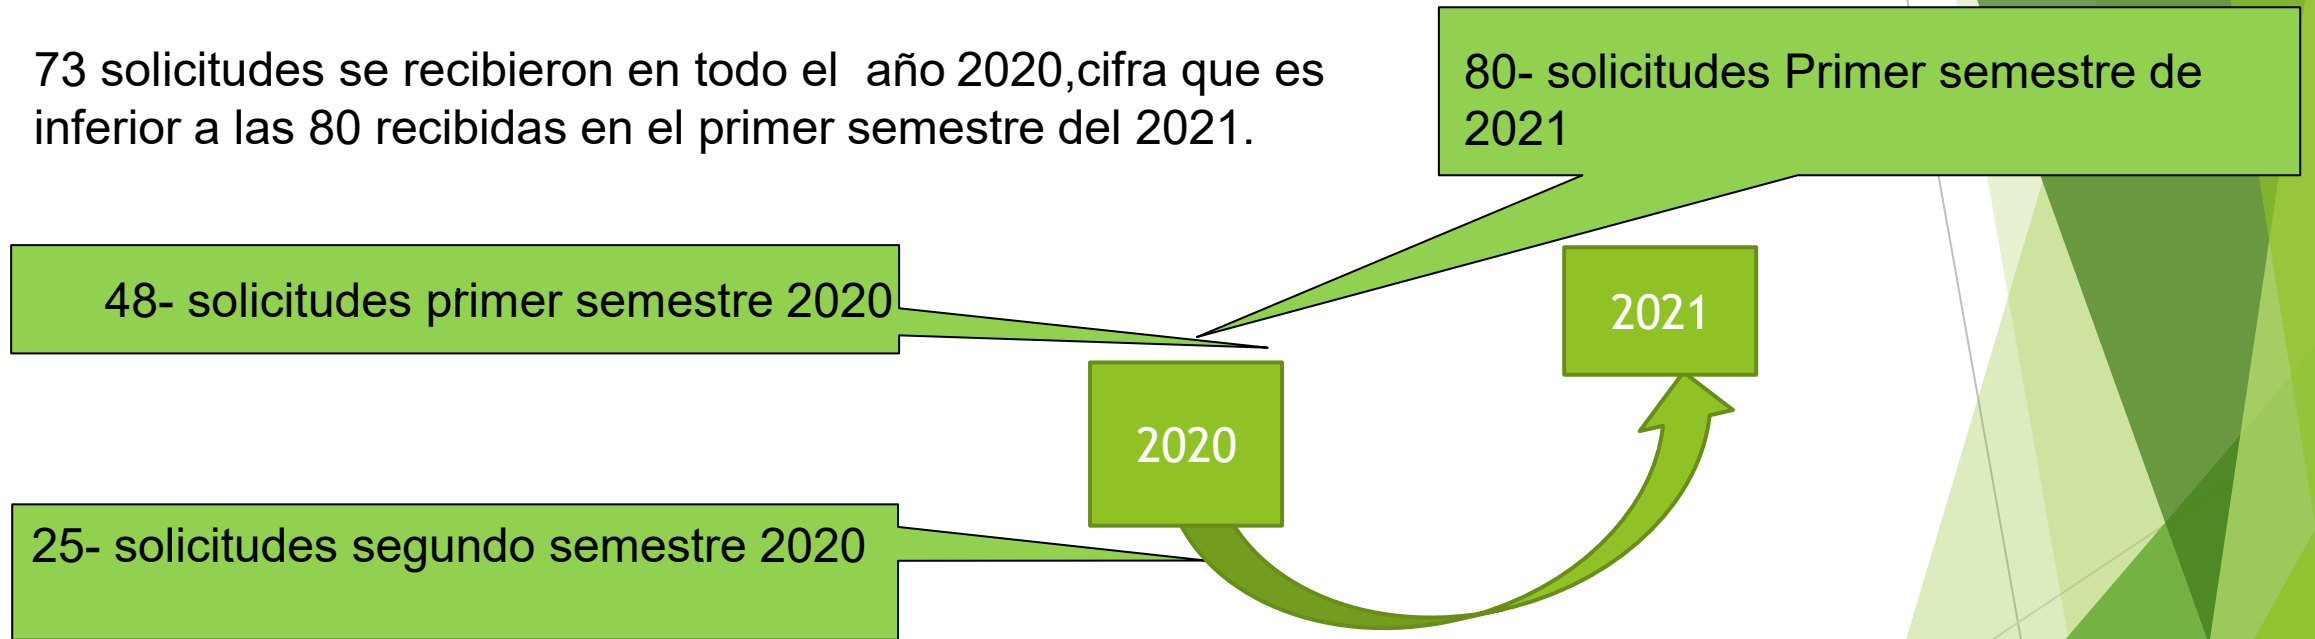 73 solicitudes se recibieron en todo el  año 2020,cifra que es
inferior a las 80 recibidas en el primer semestre del 2021.
80- solicitudes Primer semestre de
2021
48- solicitudes primer semestre 2020
2021
2020
25- solicitudes segundo semestre 2020